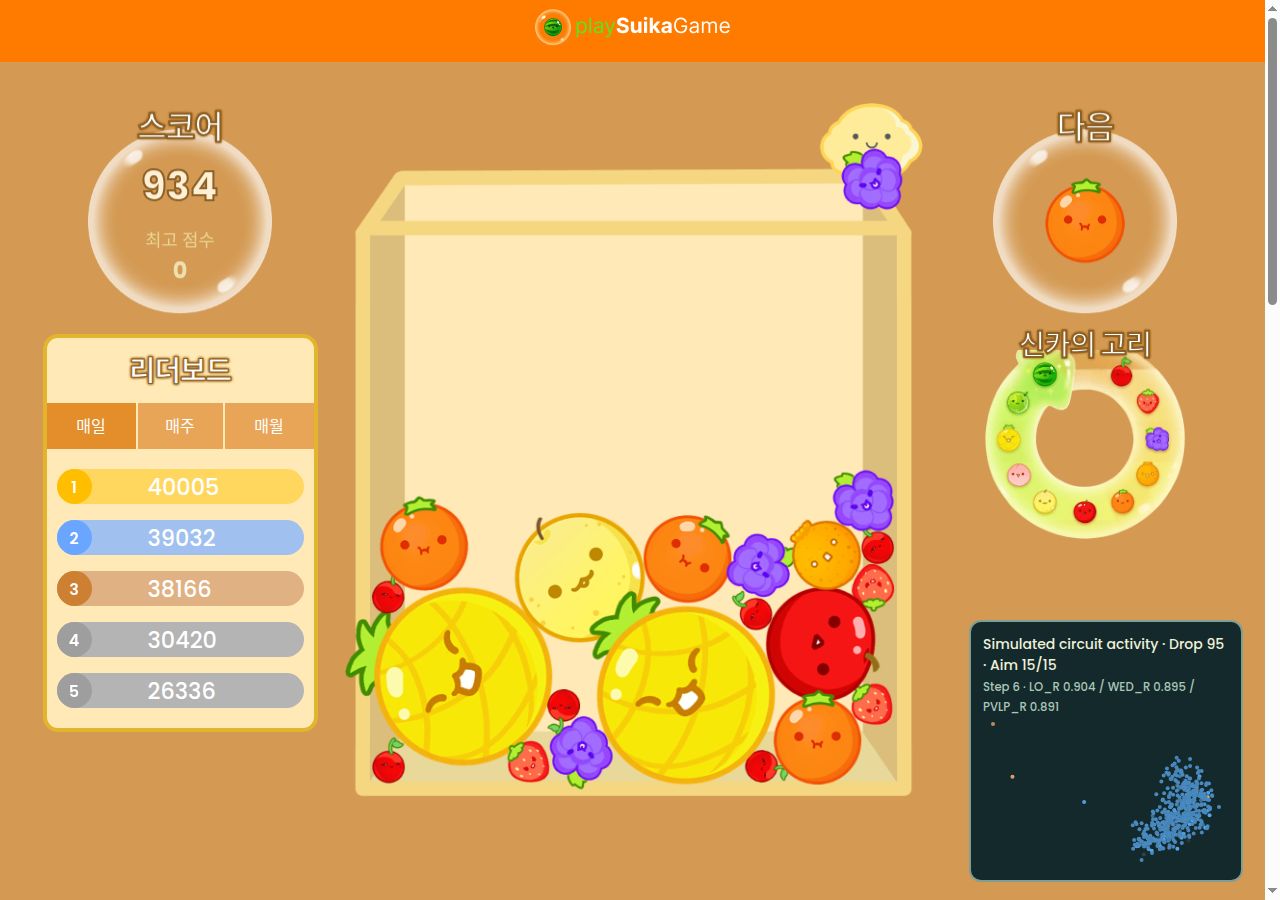 playSuikaGame
스코어
934
최고 점수
0
리더보드
매일 매주 매월
1 40005
2 39032
3 38166
4 30420
5 26336
다음
신카의 고리
Simulated circuit activity · Drop 95
· Aim 15/15
Step 6 · LO_R 0.904 / WED_R 0.895 /
PVLP_R 0.891